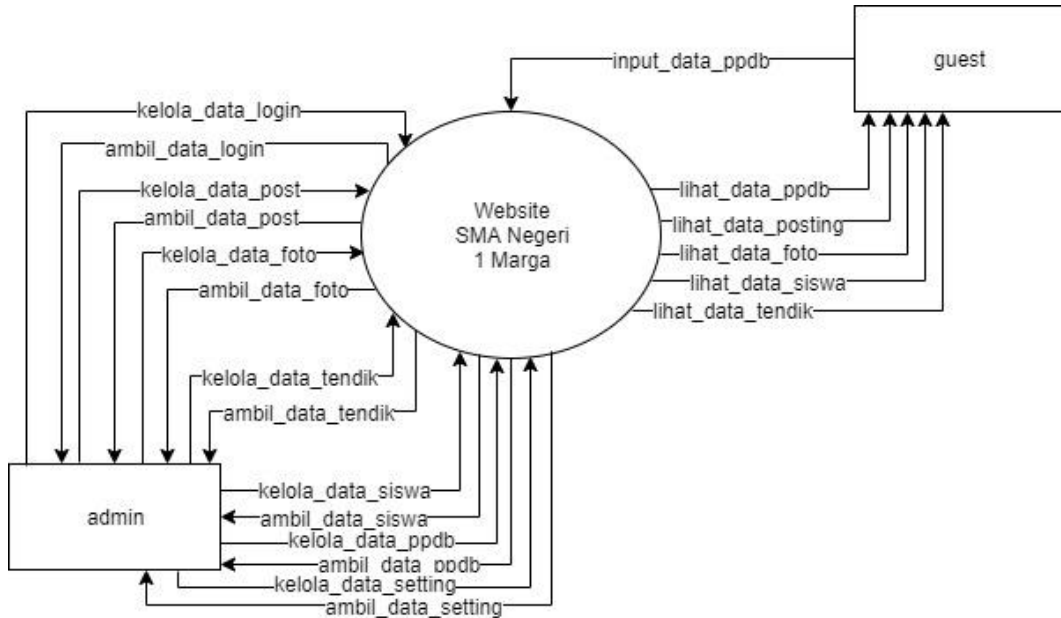 input_data_ppdb
guest
kelola_data_login
ambil_data_login
kelola_data_post
ambil_data_post
kelola_data_foto
ambil_data_foto
Website
SMA Negeri
1 Marga
lihat_data_ppdb
lihat_data_posting
lihat_data_foto
lihat_data_siswa
lihat_data_tendik
kelola_data_tendik
ambil_data_tendik
admin
kelola_data_siswa
ambil_data_siswa
kelola_data_ppdb
ambil_data_ppdb
kelola_data_setting
ambil_data_setting